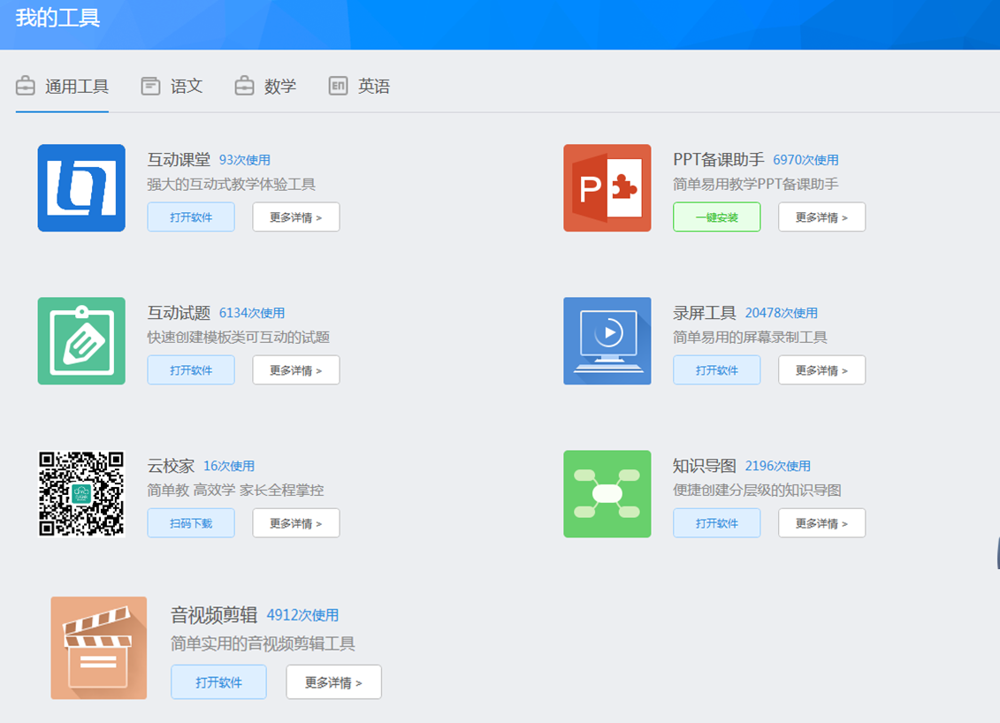 我的工具
通用工具 语文 数学 EN 英语
互动课堂 93次使用
强大的互动式教学体验工具
打开软件 更多详情 >
P PPT备课助手 6970次使用
简单易用教学PPT备课助手
一键安装 更多详情 >
互动试题 6134次使用
快速创建模板类可互动的试题
打开软件 更多详情 >
录屏工具 20478次使用
简单易用的屏幕录制工具
打开软件 更多详情 >
云校家 16次使用
简单教 高效学 家长全程掌控
扫码下载 更多详情 >
知识导图 2196次使用
便捷创建分层级的知识导图
打开软件 更多详情 >
音视频剪辑 4912次使用
简单实用的音视频剪辑工具
打开软件 更多详情 >